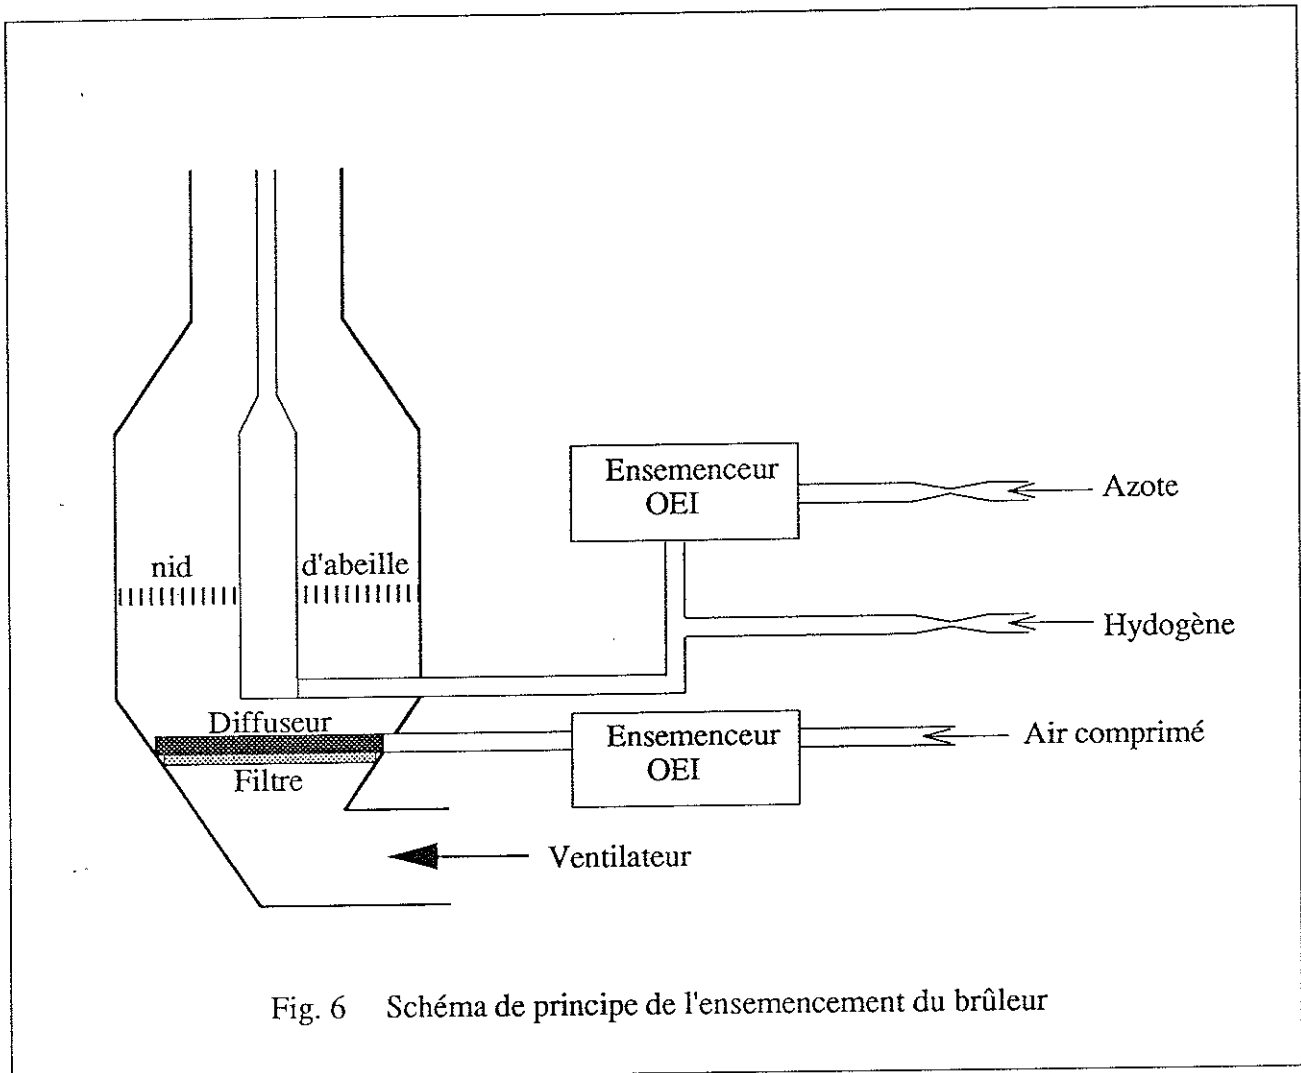 Ensemenceur
OEI
Azote
nid d'abeille
Hydogène
Diffuseur
Ensemenceur
OEI
Air comprimé
Filtre
Ventilateur
Fig. 6 Schéma de principe de l'ensemencement du brûleur